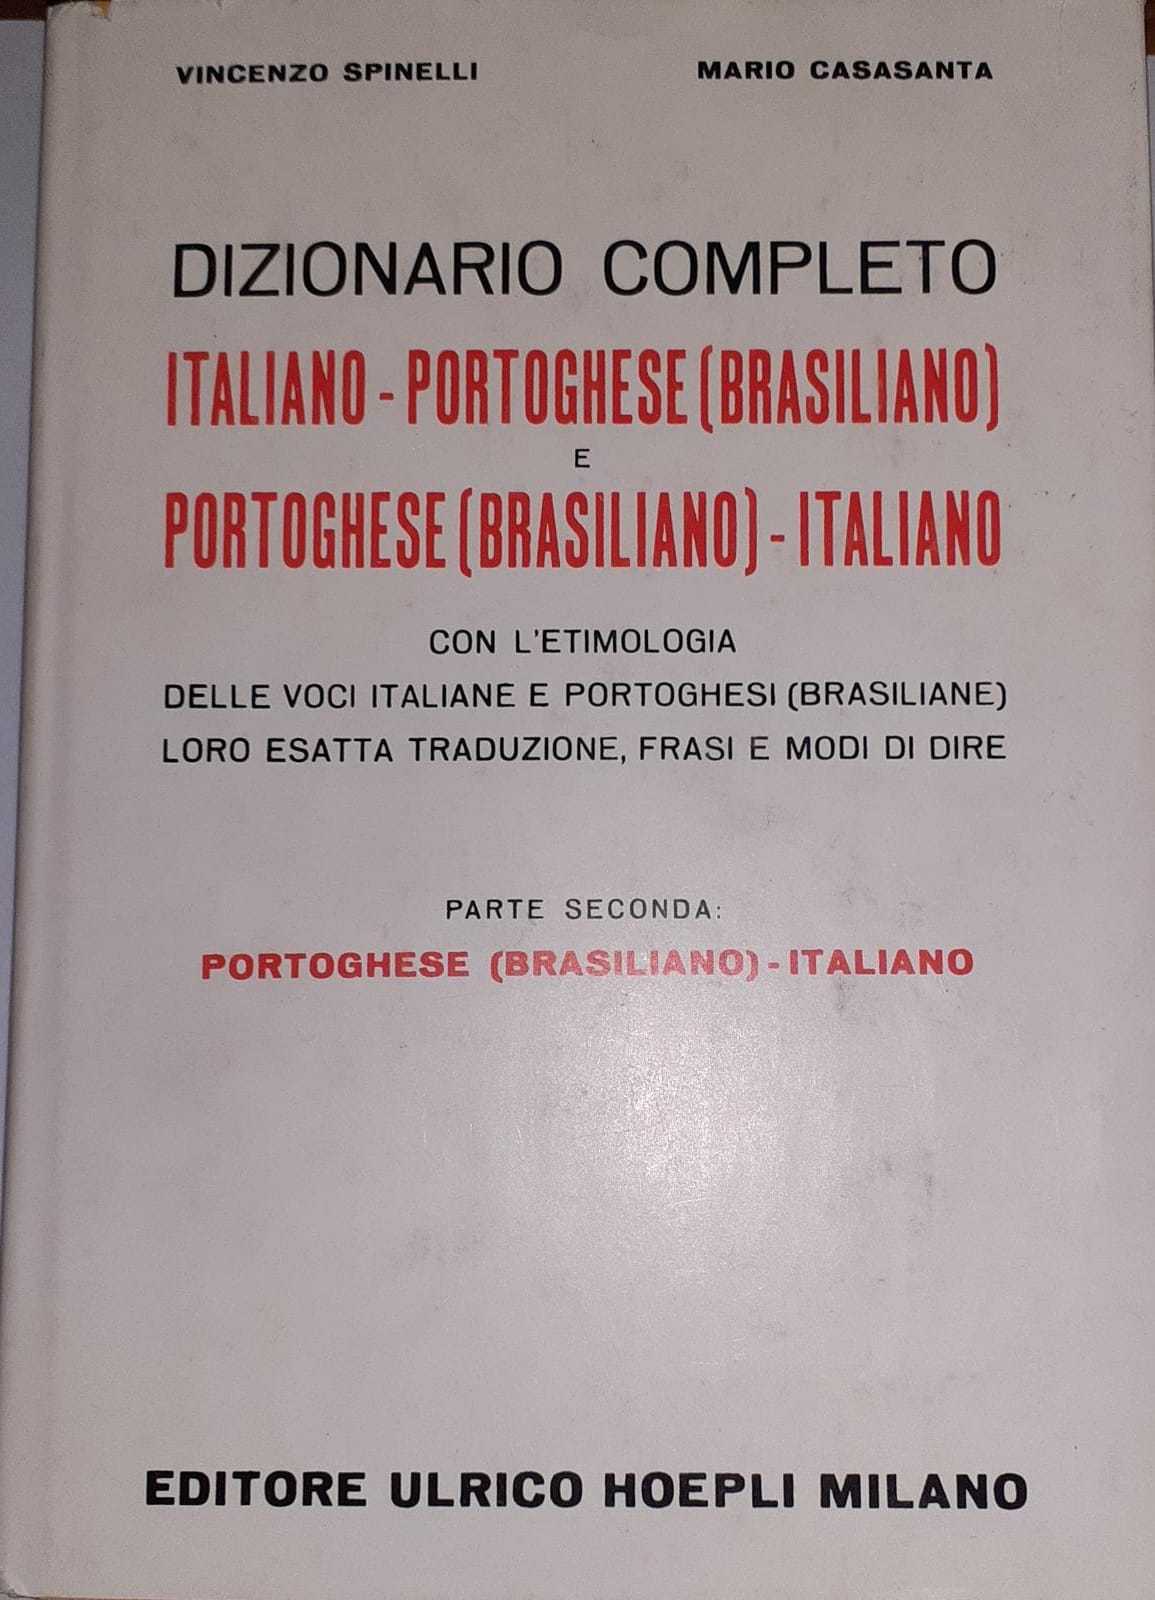 VINCENZO SPINELLI MARIO CASASANTA
DIZIONARIO COMPLETO
ITALIANO - PORTOGHESE (BRASILIANO)
E
PORTOGHESE (BRASILIANO) - ITALIANO
CON L'ETIMOLOGIA
DELLE VOCI ITALIANE E PORTOGHESI (BRASILIANE)
LORO ESATTA TRADUZIONE, FRASI E MODI DI DIRE
PARTE SECONDA:
PORTOGHESE (BRASILIANO) - ITALIANO
EDITORE ULRICO HOEPLI MILANO